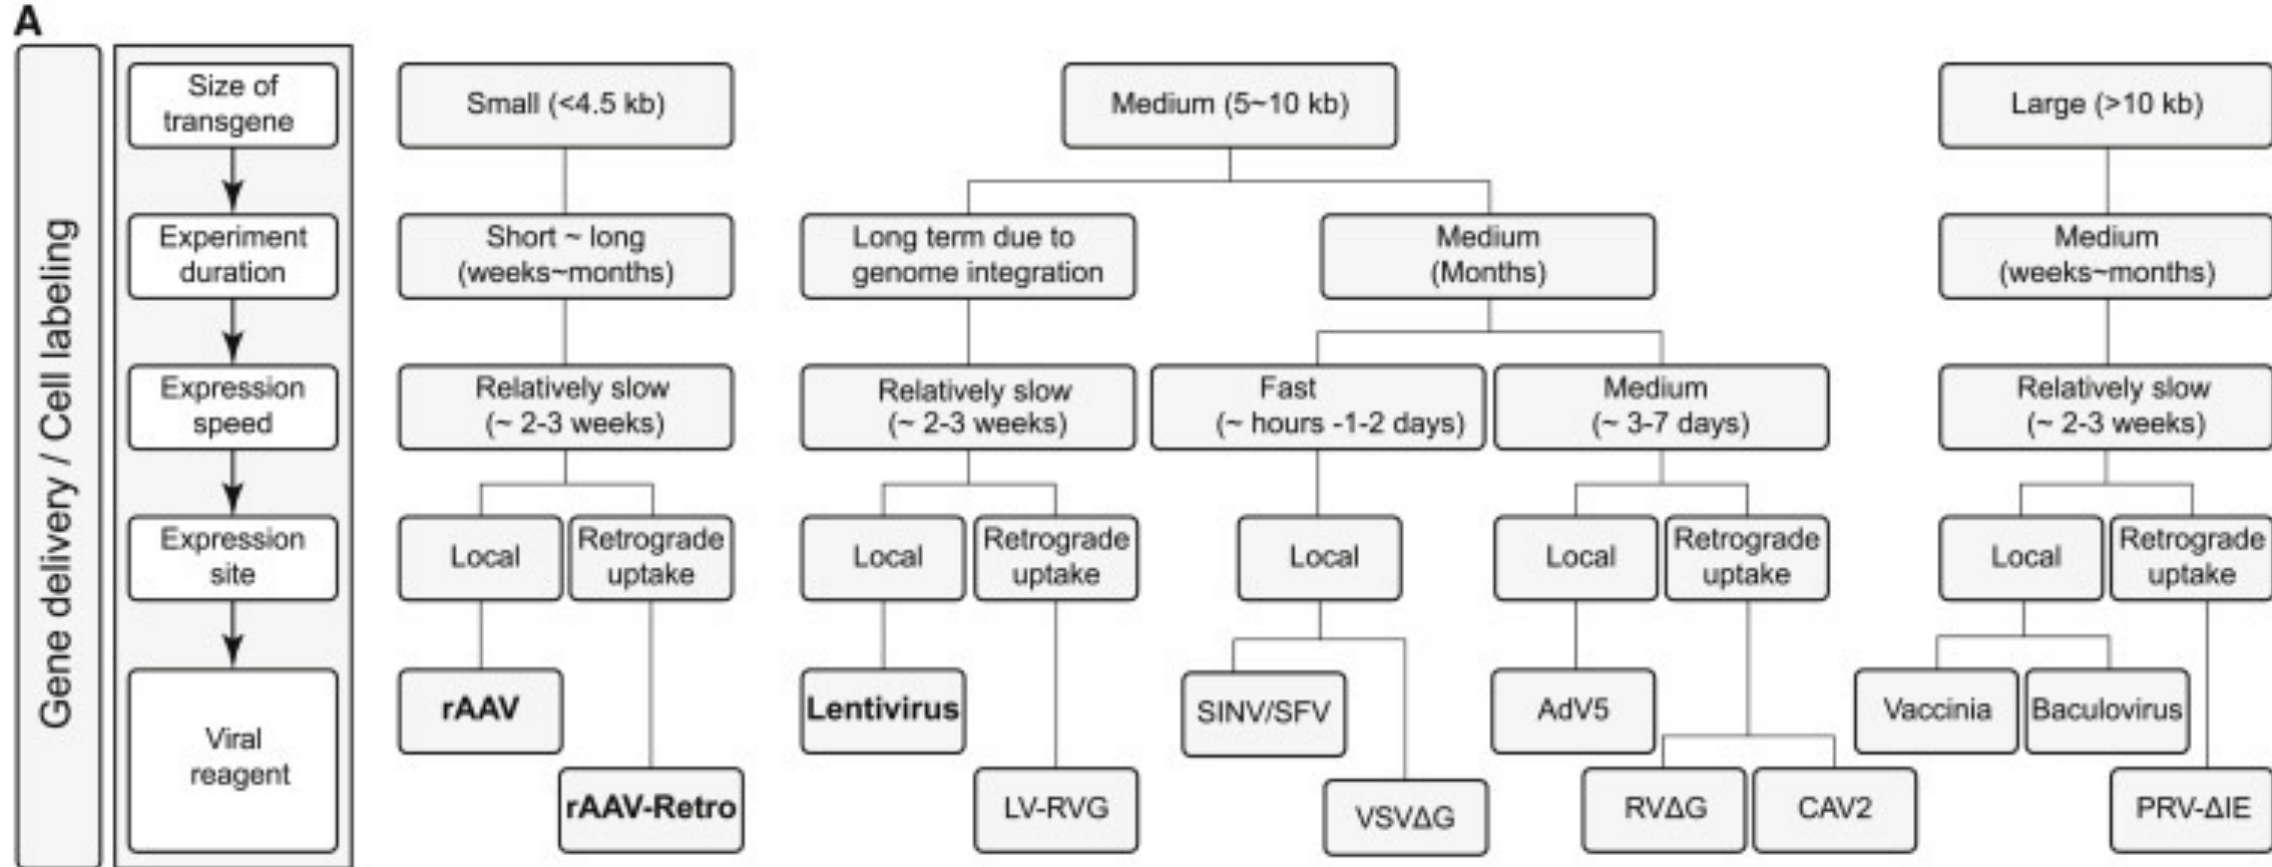 A
Gene delivery / Cell labeling
Size of
transgene
Small (<4.5 kb)
Medium (5~10 kb)
Large (>10 kb)
Experiment
duration
Short ~ long
(weeks~months)
Long term due to
genome integration
Medium
(Months)
Medium
(weeks~months)
Expression
speed
Relatively slow
(~ 2-3 weeks)
Relatively slow
(~ 2-3 weeks)
Fast
(~ hours -1-2 days)
Medium
(~ 3-7 days)
Relatively slow
(~ 2-3 weeks)
Expression
site
Local
Retrograde
uptake
Local
Retrograde
uptake
Local
Local
Retrograde
uptake
Local
Retrograde
uptake
Viral
reagent
rAAV
Lentivirus
SINV/SFV
AdV5
Vaccinia
Baculovirus
rAAV-Retro
LV-RVG
VSVΔG
RVΔG
CAV2
PRV-ΔIE